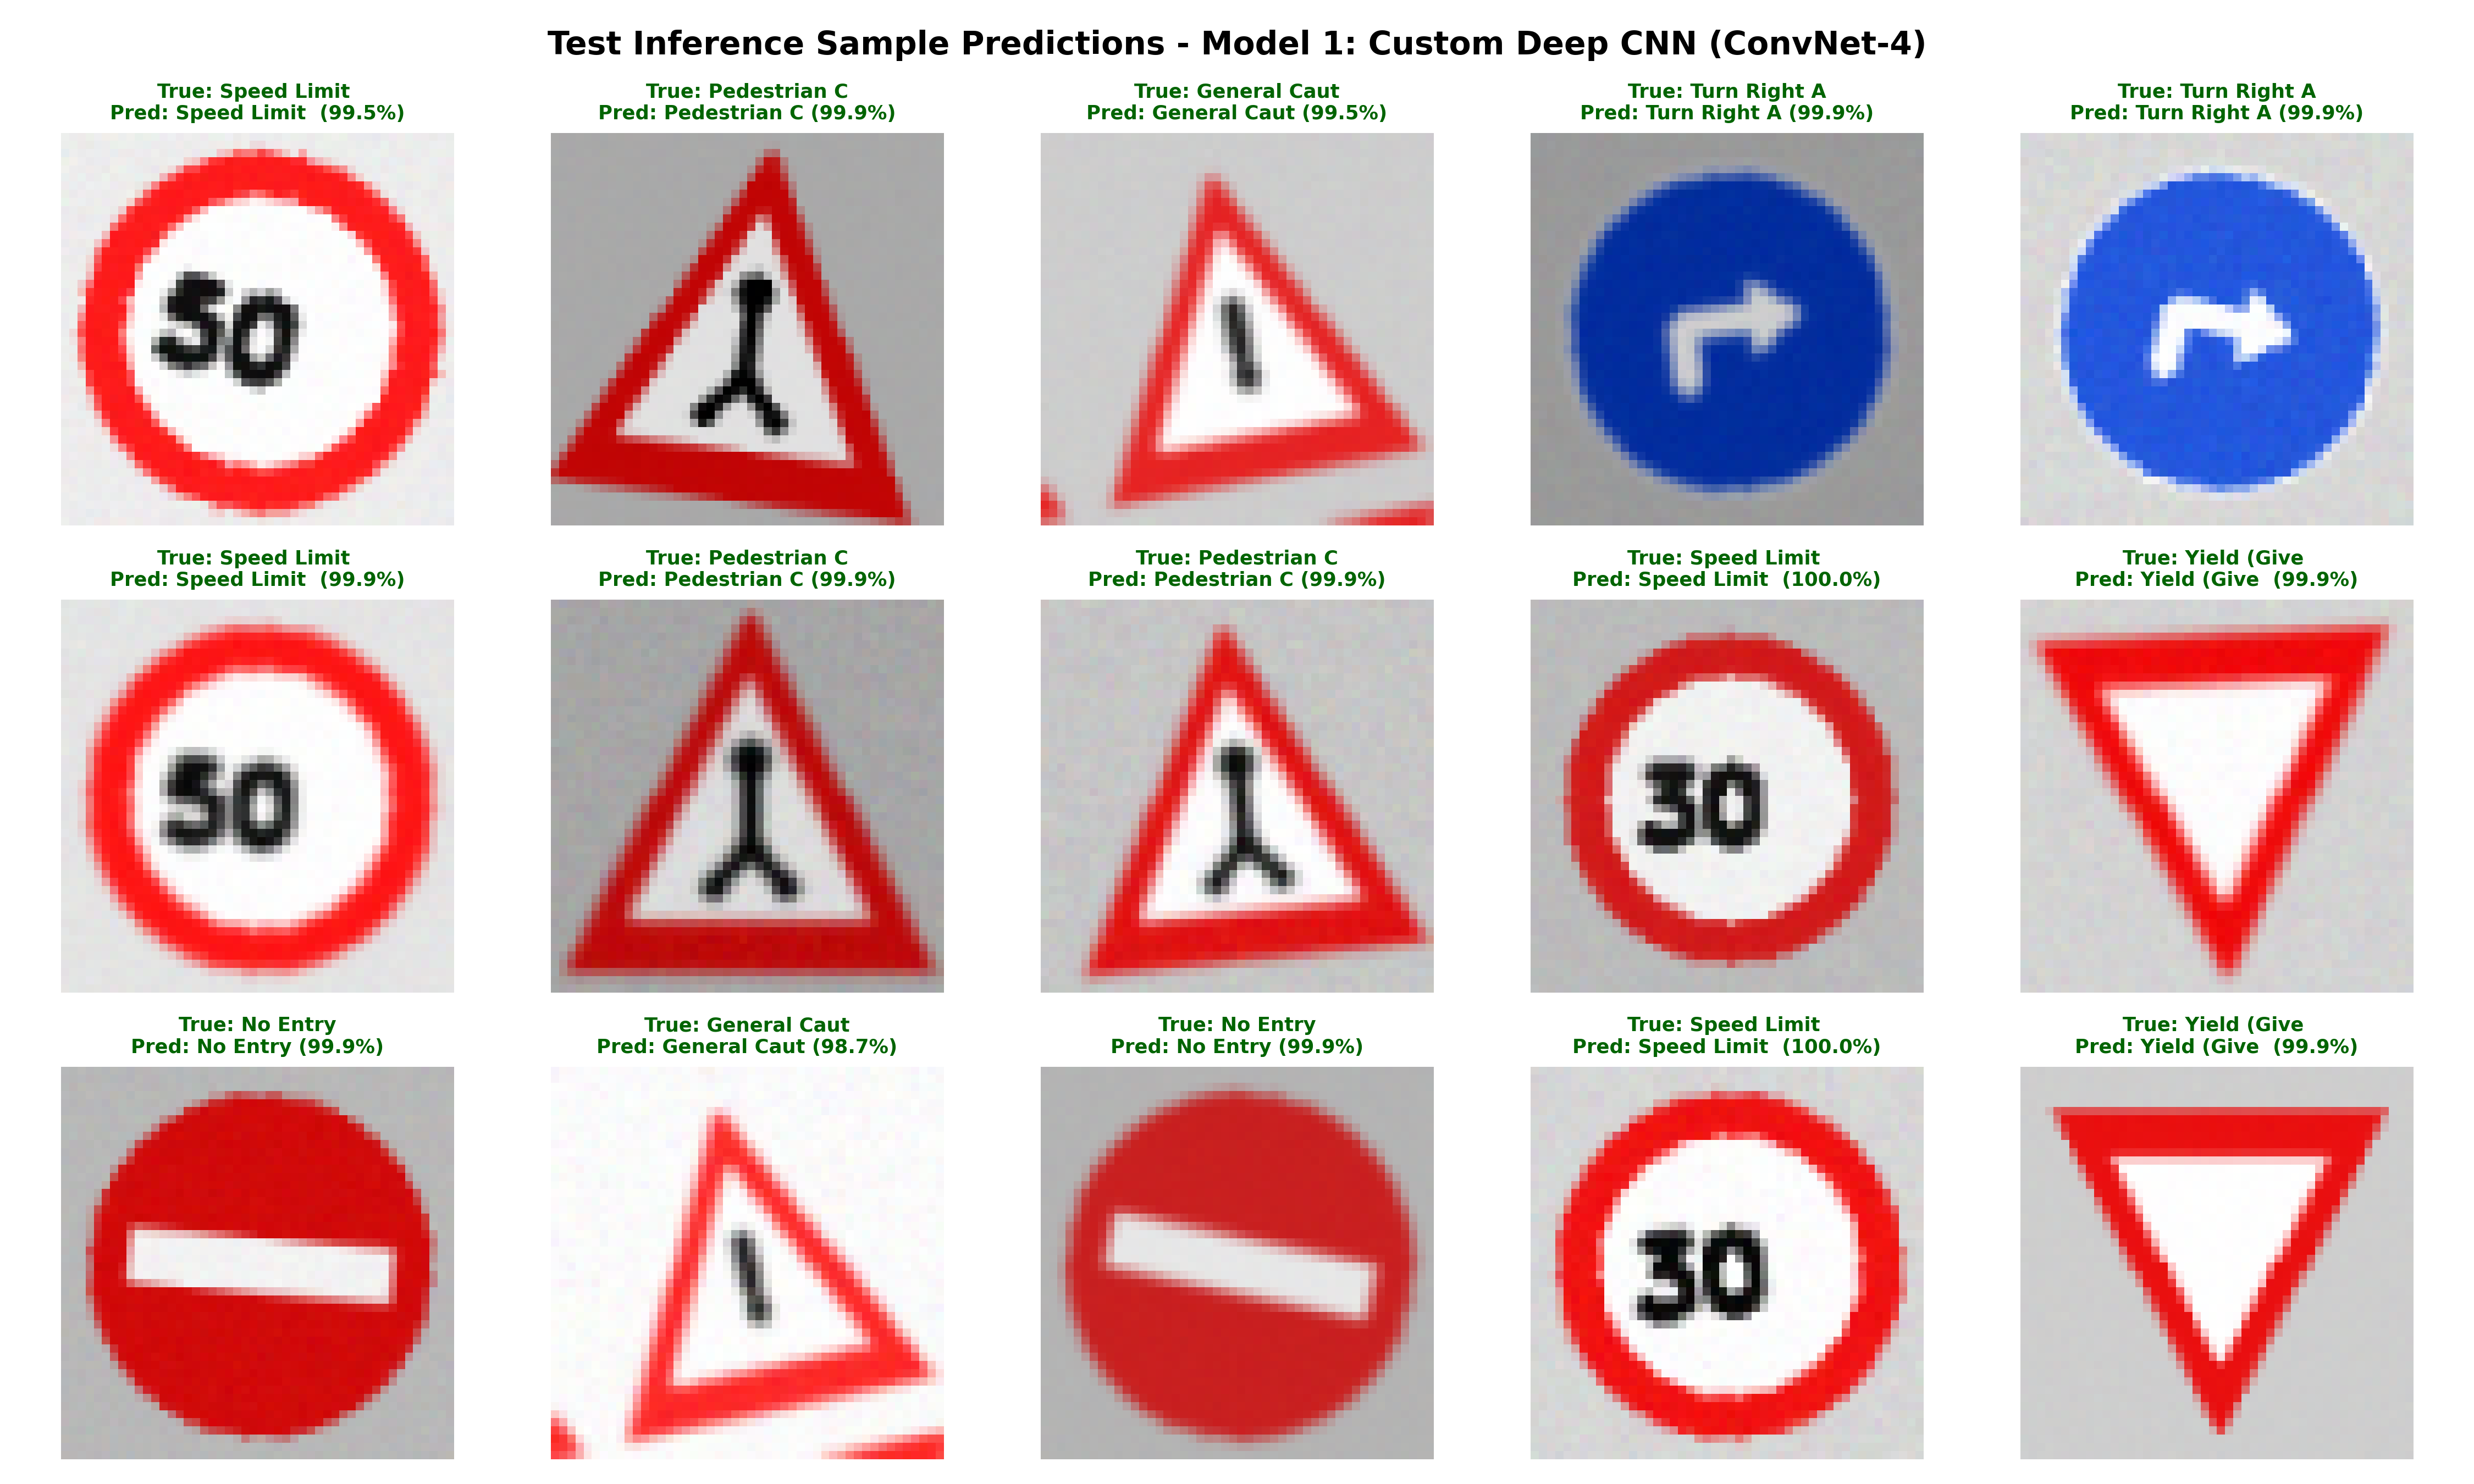 Test Inference Sample Predictions - Model 1: Custom Deep CNN (ConvNet-4)
True: Speed Limit
Pred: Speed Limit  (99.5%)
True: Pedestrian C
Pred: Pedestrian C (99.9%)
True: General Caut
Pred: General Caut (99.5%)
True: Turn Right A
Pred: Turn Right A (99.9%)
True: Turn Right A
Pred: Turn Right A (99.9%)
50
True: Speed Limit
Pred: Speed Limit  (99.9%)
True: Pedestrian C
Pred: Pedestrian C (99.9%)
True: Pedestrian C
Pred: Pedestrian C (99.9%)
True: Speed Limit
Pred: Speed Limit  (100.0%)
True: Yield (Give
Pred: Yield (Give  (99.9%)
50
30
True: No Entry
Pred: No Entry (99.9%)
True: General Caut
Pred: General Caut (98.7%)
True: No Entry
Pred: No Entry (99.9%)
True: Speed Limit
Pred: Speed Limit  (100.0%)
True: Yield (Give
Pred: Yield (Give  (99.9%)
30